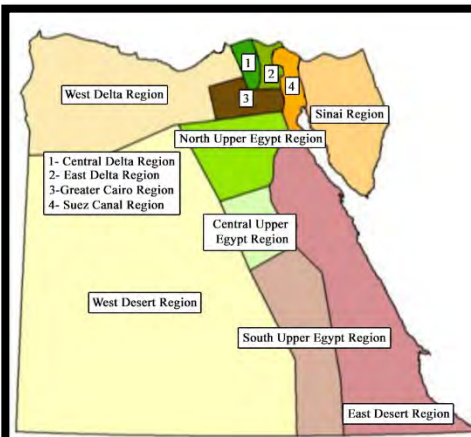 1
2
4
West Delta Region
3
Sinai Region
North Upper Egypt Region
1- Central Delta Region
2- East Delta Region
3-Greater Cairo Region
4- Suez Canal Region
Central Upper
Egypt Region
West Desert Region
South Upper Egypt Region
East Desert Region